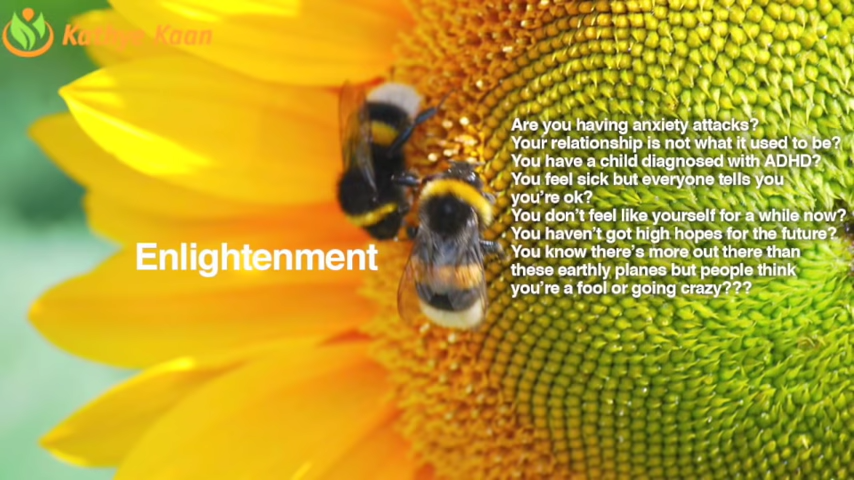 Kathye Kaan
Enlightenment
Are you having anxiety attacks?
Your relationship is not what it used to be?
You have a child diagnosed with ADHD?
You feel sick but everyone tells you
you're ok?
You don't feel like yourself for a while now?
You haven't got high hopes for the future?
You know there's more out there than
these earthly planes but people think
you're a fool or going crazy???